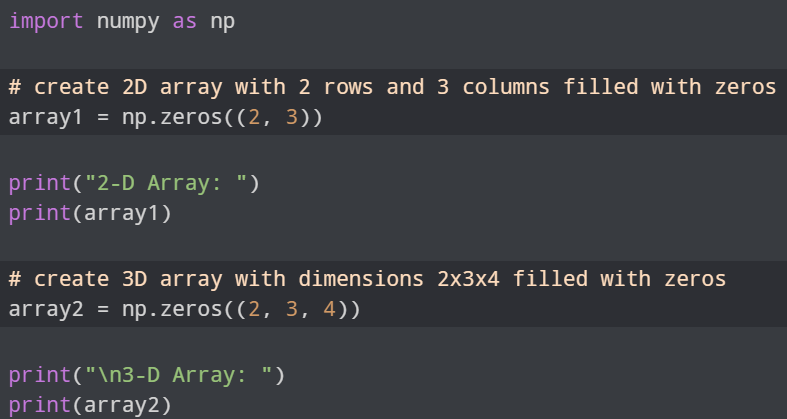 import numpy as np
# create 2D array with 2 rows and 3 columns filled with zeros
array1 = np.zeros((2, 3))
print("2-D Array: ")
print(array1)
# create 3D array with dimensions 2x3x4 filled with zeros
array2 = np.zeros((2, 3, 4))
print("\n3-D Array: ")
print(array2)